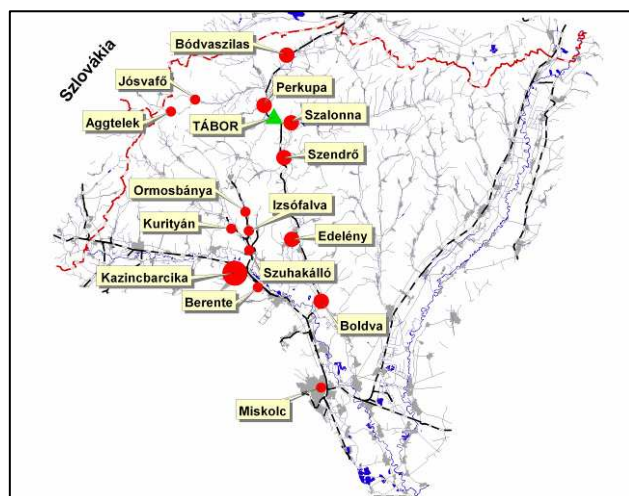 Szlovákia
Bódvaszilas
Jósvafő
Perkupa
Aggtelek
TÁBOR
Szalonna
Szendrő
Ormosbánya
Izsófalva
Kurityán
Edelény
Kazincbarcika
Szuhakálló
Berente
Boldva
Miskolc